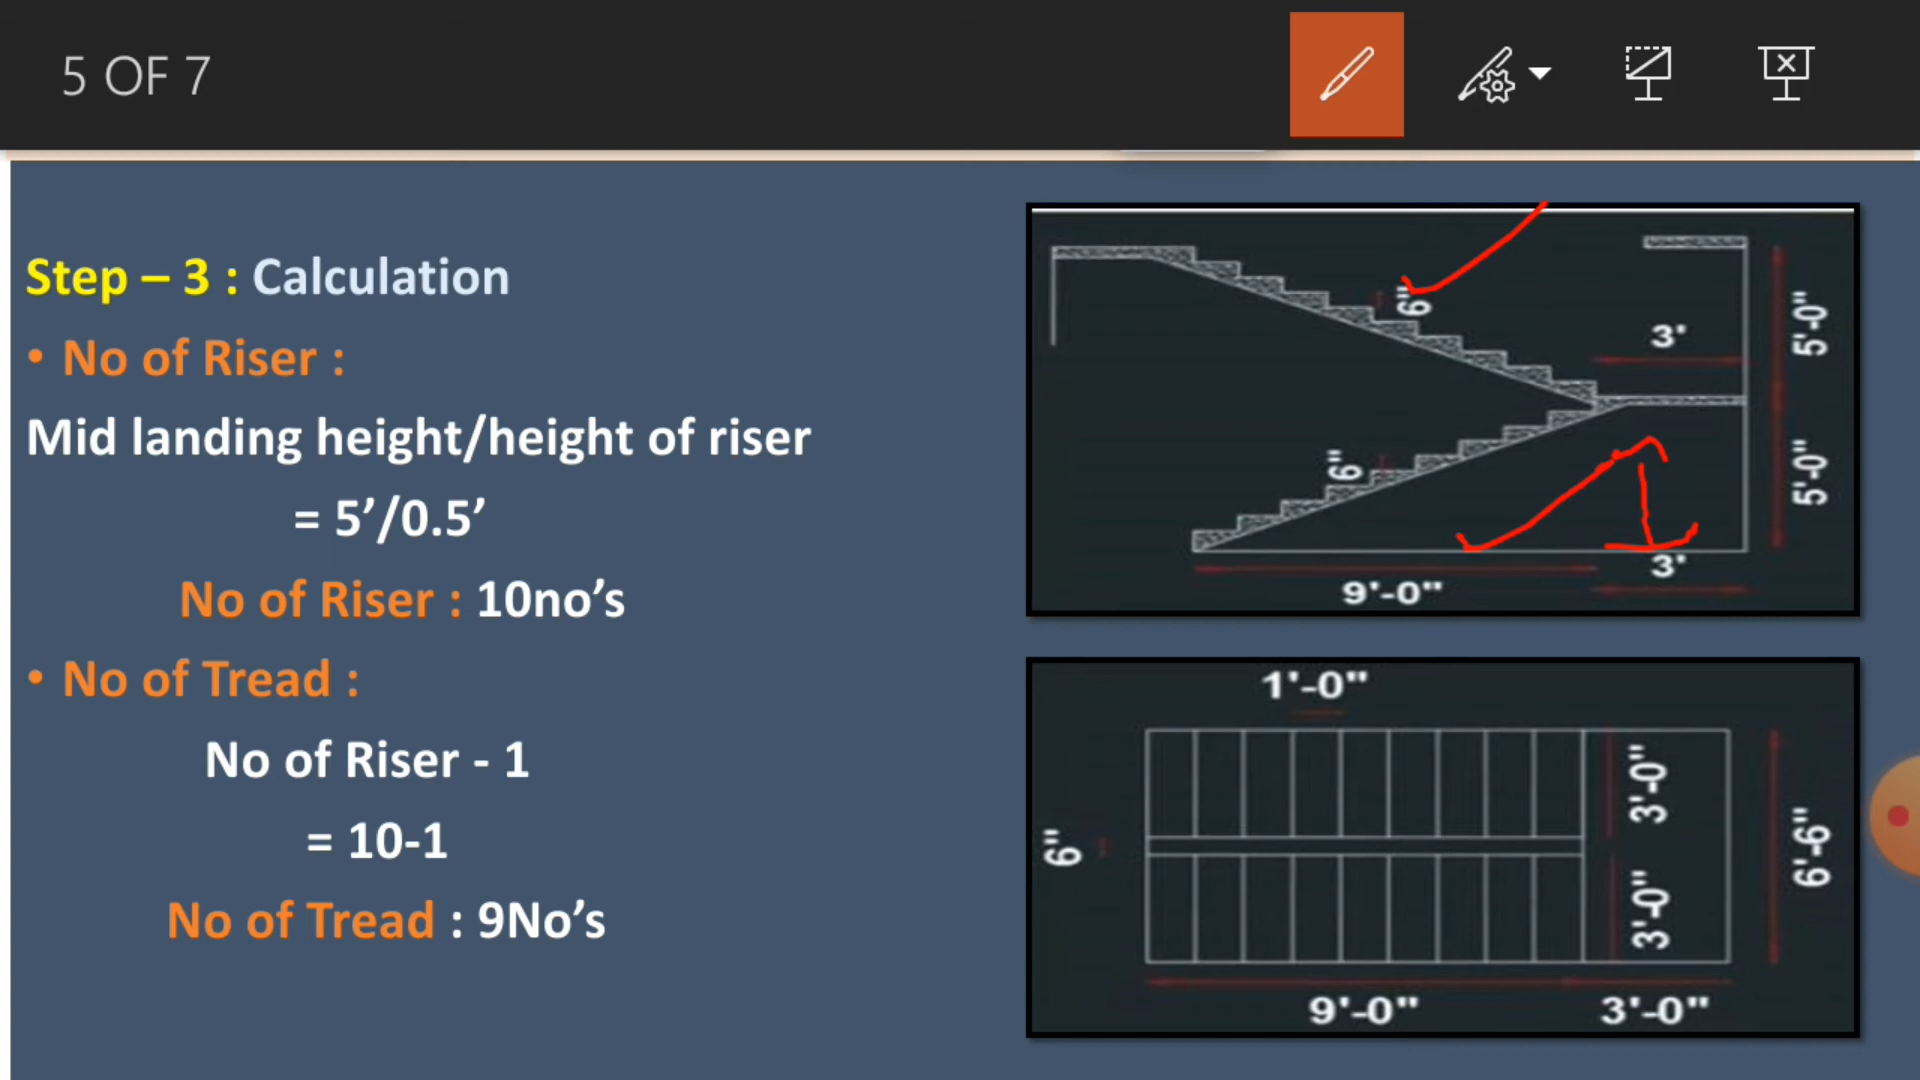 5 OF 7
Step – 3 : Calculation
• No of Riser :
Mid landing height/height of riser
= 5’/0.5’
No of Riser : 10no’s
• No of Tread :
No of Riser - 1
= 10-1
No of Tread : 9No’s
6"
3'
5'-0"
6"
5'-0"
3'
9'-0"
1'-0"
3'-0"
6"
6'-6"
3'-0"
9'-0"
3'-0"